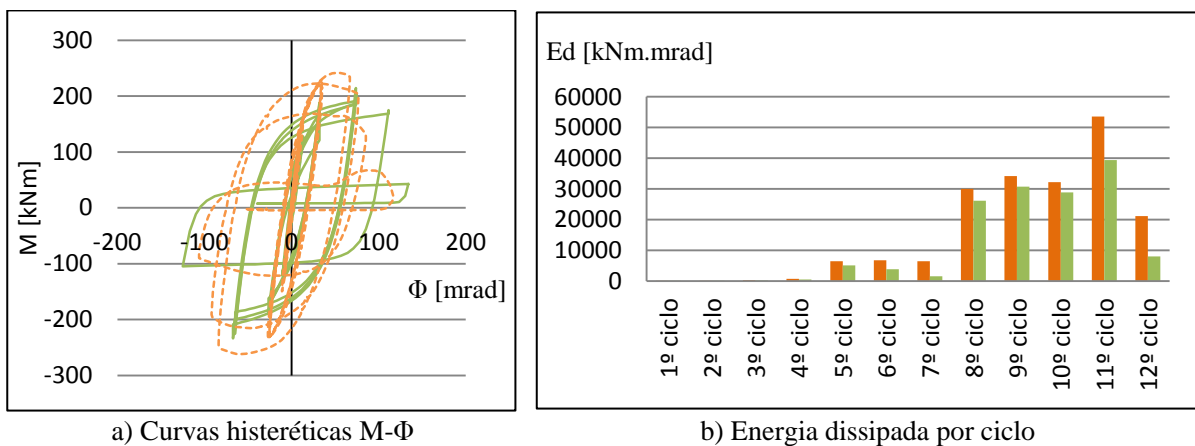 300
200
100
0
-100
-200
-300
-200
-100
0
100
200
M [kNm]
Φ [mrad]
Ed [kNm.mrad]
60000
50000
40000
30000
20000
10000
0
1º ciclo
2º ciclo
3º ciclo
4º ciclo
5º ciclo
6º ciclo
7º ciclo
8º ciclo
9º ciclo
10º ciclo
11º ciclo
12º ciclo
a) Curvas histeréticas M-Φ
b) Energia dissipada por ciclo